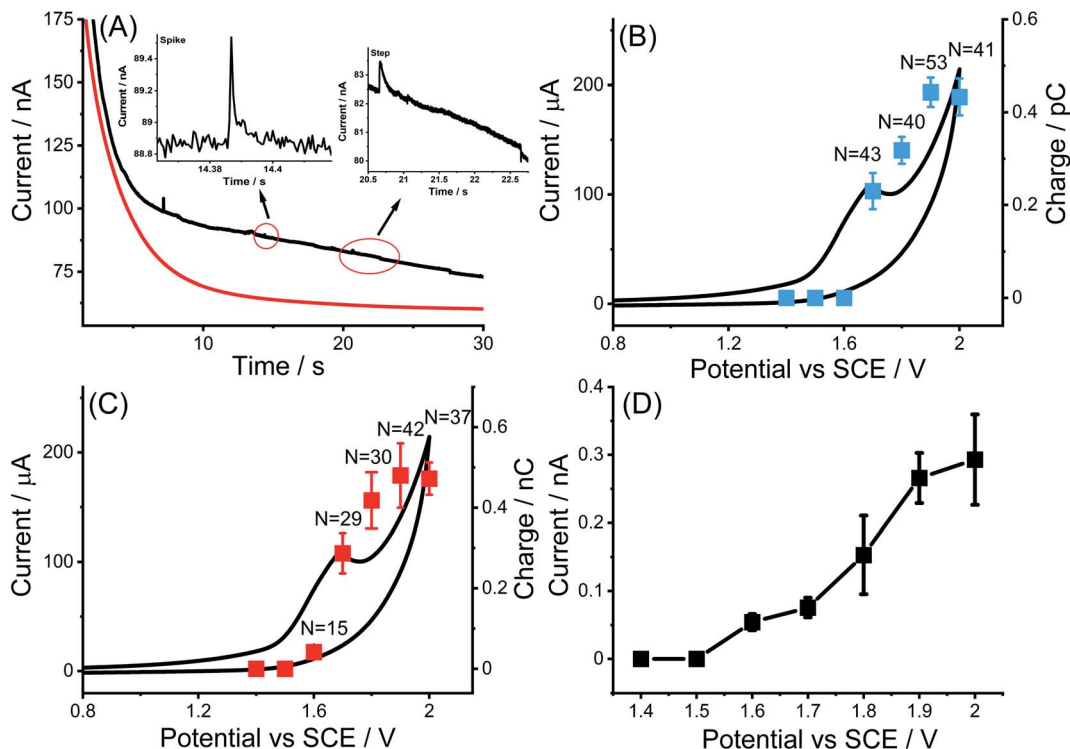 (A)
Current / nA
175
150
125
100
75
10
20
30
Time / s
Spike
Current / nA
89.4
89.2
89
88.8
14.38
14.4
Time / s
Step
Current / nA
83
82
81
80
20.5
21
21.5
22
22.5
Time / s
(B)
Current / µA
200
100
0
0.8
1.2
1.6
2
Potential vs SCE / V
Charge / pC
0.6
0.4
0.2
0
N=43
N=40
N=53
N=41
(C)
Current / µA
200
100
0
0.8
1.2
1.6
2
Potential vs SCE / V
Charge / nC
0.6
0.4
0.2
0
N=15
N=29
N=30
N=42
N=37
(D)
Current / nA
0.4
0.3
0.2
0.1
0
1.4
1.5
1.6
1.7
1.8
1.9
2
Potential vs SCE / V